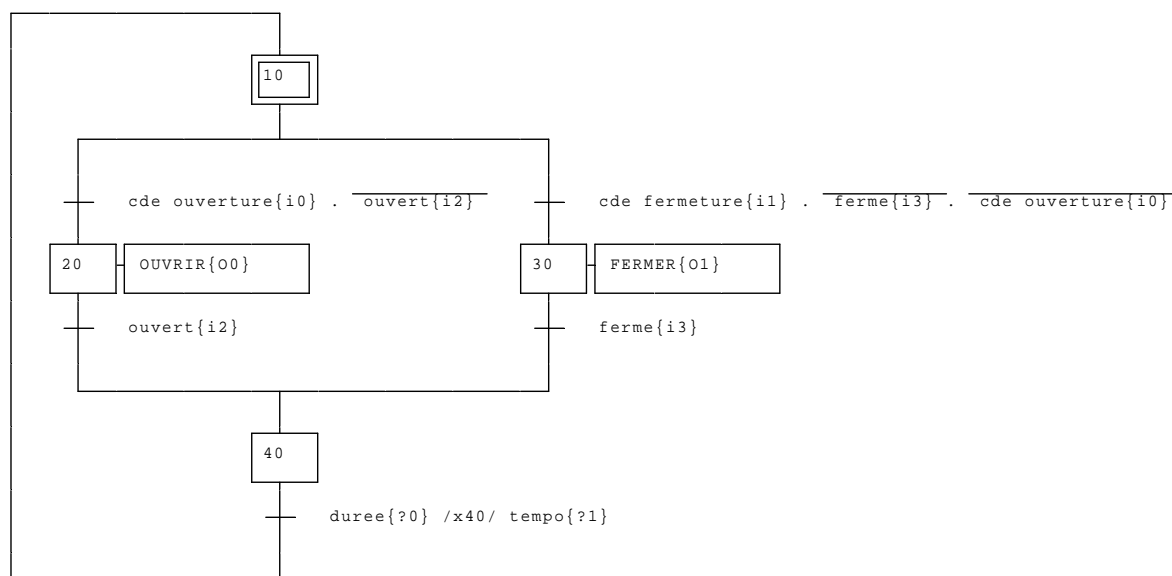 10
cde ouverture{i0} . ouvert{i2} cde fermeture{i1} . ferme{i3} . cde ouverture{i0}
20 OUVRIR{O0} 30 FERMER{O1}
ouvert{i2} ferme{i3}
40
duree{?0} /x40/ tempo{?1}